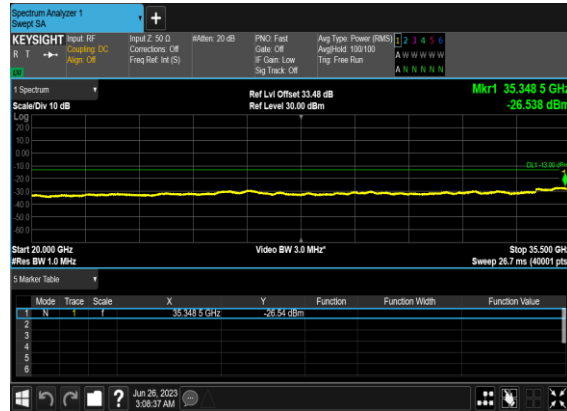 Spectrum Analyzer 1
Swept SA
+
KEYSIGHT Input: RF Input Z: 50 Ω #Atten: 20 dB PNO: Fast Avg Type: Power (RMS) 1 2 3 4 5 6
R T Coupling: DC Corrections: Off Gate: Off Avg|Hold: 100/100 A W W W W W
Align: Off Freq Ref: Int (S) IF Gain: Low Trig: Free Run
Sig Track: Off A N N N N N
1 Spectrum Ref Lvl Offset 33.48 dB Mkr1 35.348 5 GHz
Scale/Div 10 dB Ref Level 30.00 dBm -26.538 dBm
Log
20.0
10.0
0.00
-10.0
DL1 -13.00 dBm
1
-20.0
-30.0
-40.0
-50.0
-60.0
Start 20.000 GHz Video BW 3.0 MHz* Stop 35.500 GHz
#Res BW 1.0 MHz Sweep 26.7 ms (40001 pts
5 Marker Table
Mode Trace Scale X Y Function Function Width Function Value
1 N 1 f 35.348 5 GHz -26.54 dBm
2
3
4
5
6
? Jun 26, 2023
3:08:37 AM